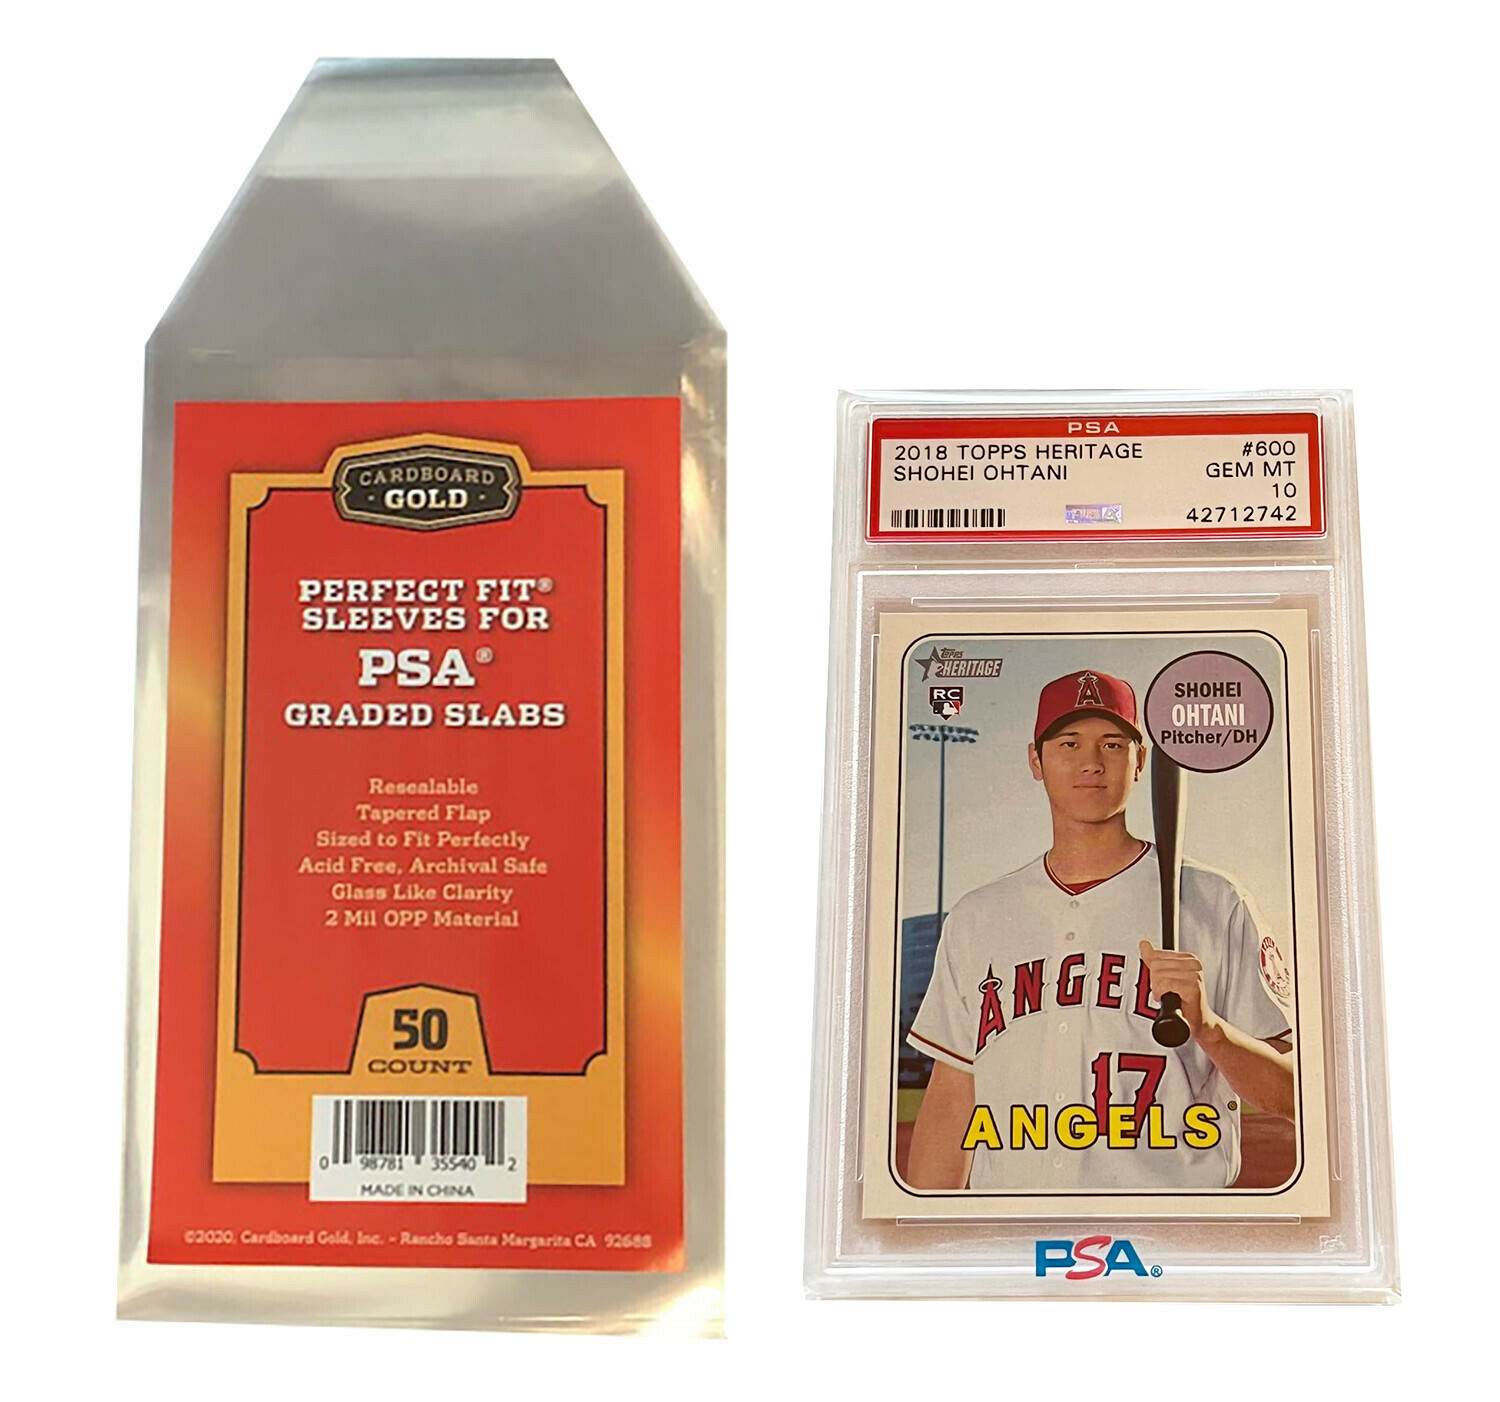 CARDBOARD
GOLD
PERFECT FIT®
SLEEVES FOR
PSA®
GRADED SLABS
Resealable
Tapered Flap
Sized to Fit Perfectly
Acid Free, Archival Safe
Glass Like Clarity
2 Mil OPP Material
50
COUNT
0 98781 35540 2
MADE IN CHINA
©2020, Cardboard Gold, Inc. - Rancho Santa Margarita CA 92688
PSA
2018 TOPPS HERITAGE #600
SHOHEI OHTANI GEM MT
10
42712742
Topps
HERITAGE
RC
SHOHEI
OHTANI
Pitcher/DH
A
ANGEL
17
ANGELS®
PSA®